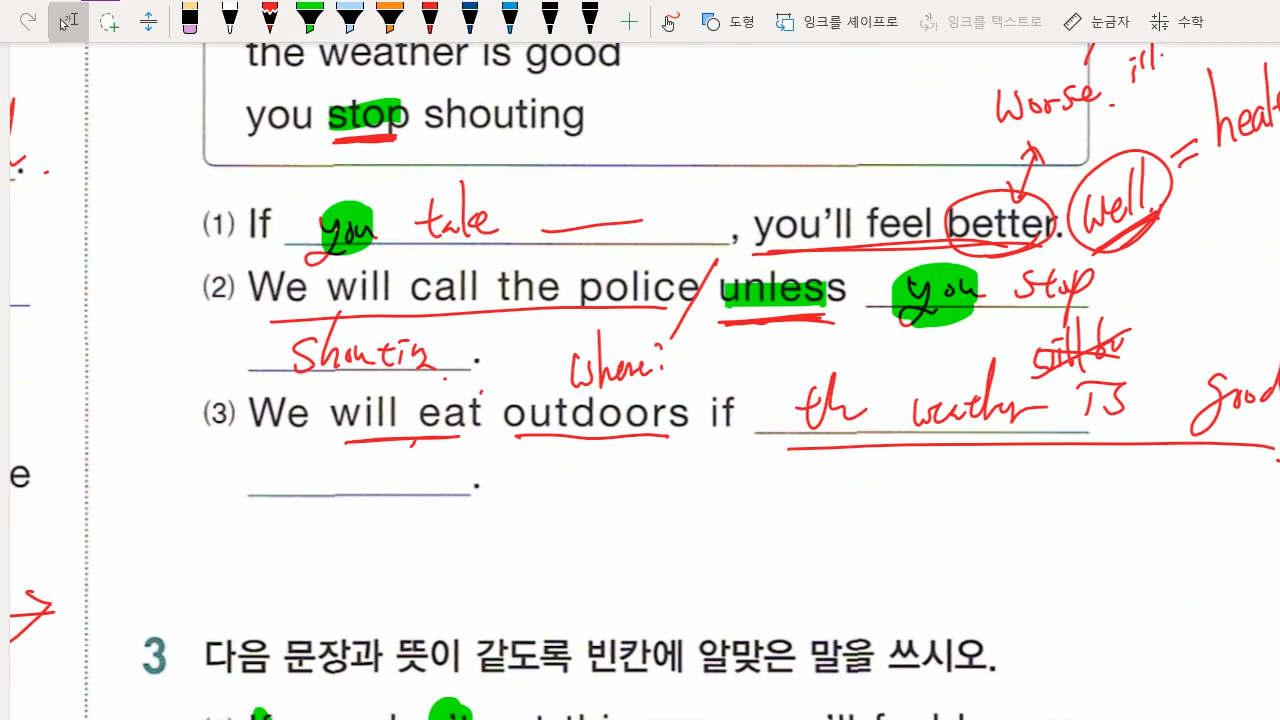 도형 잉크를 셰이프로 잉크를 텍스트로 눈금자 수학
the weather is good
you stop shouting
worse. ill.
well. =
(1) If you take ___, you'll feel better.
(2) We will call the police unless you stop
shouting.
where?
(3) We will eat outdoors if the weather is good
.
e
3 다음 문장과 뜻이 같도록 빈칸에 알맞은 말을 쓰시오.